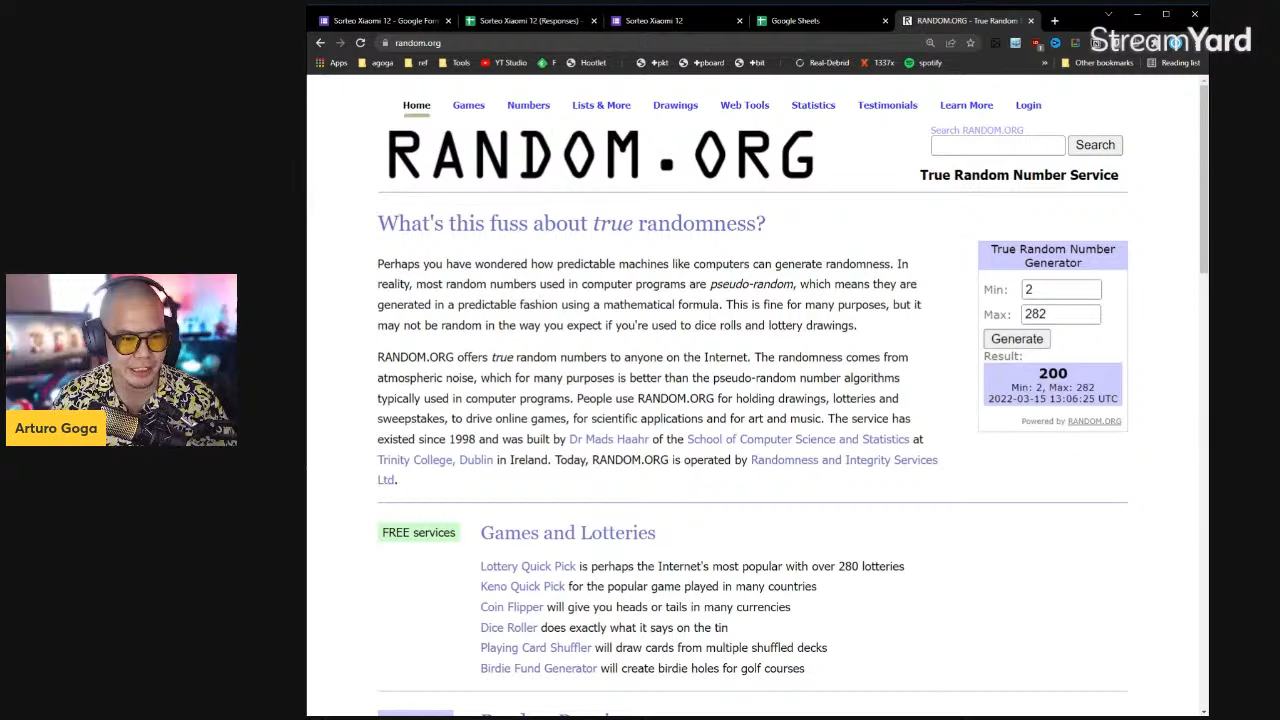 Sorteo Xiaomi 12 - Google Form
Sorteo Xiaomi 12 (Responses) -
Sorteo Xiaomi 12
Google Sheets
RANDOM.ORG - True Random
random.org
StreamYard
Apps
agoga
ref
Tools
YT Studio
F
Hootlet
+pkt
+pboard
+bit
Real-Debrid
1337x
spotify
»
Other bookmarks
Reading list
Home
Games
Numbers
Lists & More
Drawings
Web Tools
Statistics
Testimonials
Learn More
Login
RANDOM.ORG
Search RANDOM.ORG
Search
True Random Number Service
What's this fuss about true randomness?
Perhaps you have wondered how predictable machines like computers can generate randomness. In
reality, most random numbers used in computer programs are pseudo-random, which means they are
generated in a predictable fashion using a mathematical formula. This is fine for many purposes, but it
may not be random in the way you expect if you're used to dice rolls and lottery drawings.
RANDOM.ORG offers true random numbers to anyone on the Internet. The randomness comes from
atmospheric noise, which for many purposes is better than the pseudo-random number algorithms
typically used in computer programs. People use RANDOM.ORG for holding drawings, lotteries and
sweepstakes, to drive online games, for scientific applications and for art and music. The service has
existed since 1998 and was built by Dr Mads Haahr of the School of Computer Science and Statistics at
Trinity College, Dublin in Ireland. Today, RANDOM.ORG is operated by Randomness and Integrity Services
Ltd.
True Random Number
Generator
Min: 2
Max: 282
Generate
Result:
200
Min: 2, Max: 282
2022-03-15 13:06:25 UTC
Powered by RANDOM.ORG
Arturo Goga
FREE services
Games and Lotteries
Lottery Quick Pick is perhaps the Internet's most popular with over 280 lotteries
Keno Quick Pick for the popular game played in many countries
Coin Flipper will give you heads or tails in many currencies
Dice Roller does exactly what it says on the tin
Playing Card Shuffler will draw cards from multiple shuffled decks
Birdie Fund Generator will create birdie holes for golf courses